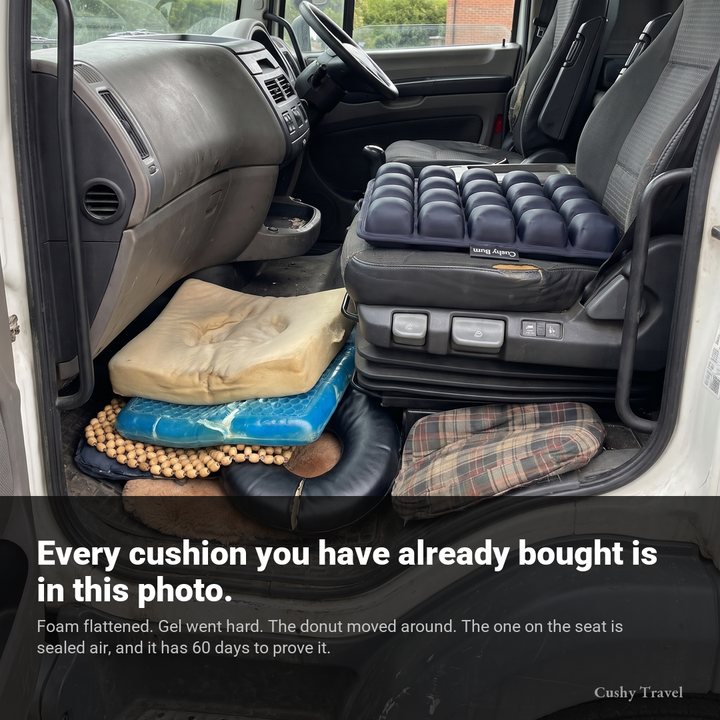 Cushy Bum
Every cushion you have already bought is
in this photo.
Foam flattened. Gel went hard. The donut moved around. The one on the seat is
sealed air, and it has 60 days to prove it.
Cushy Travel